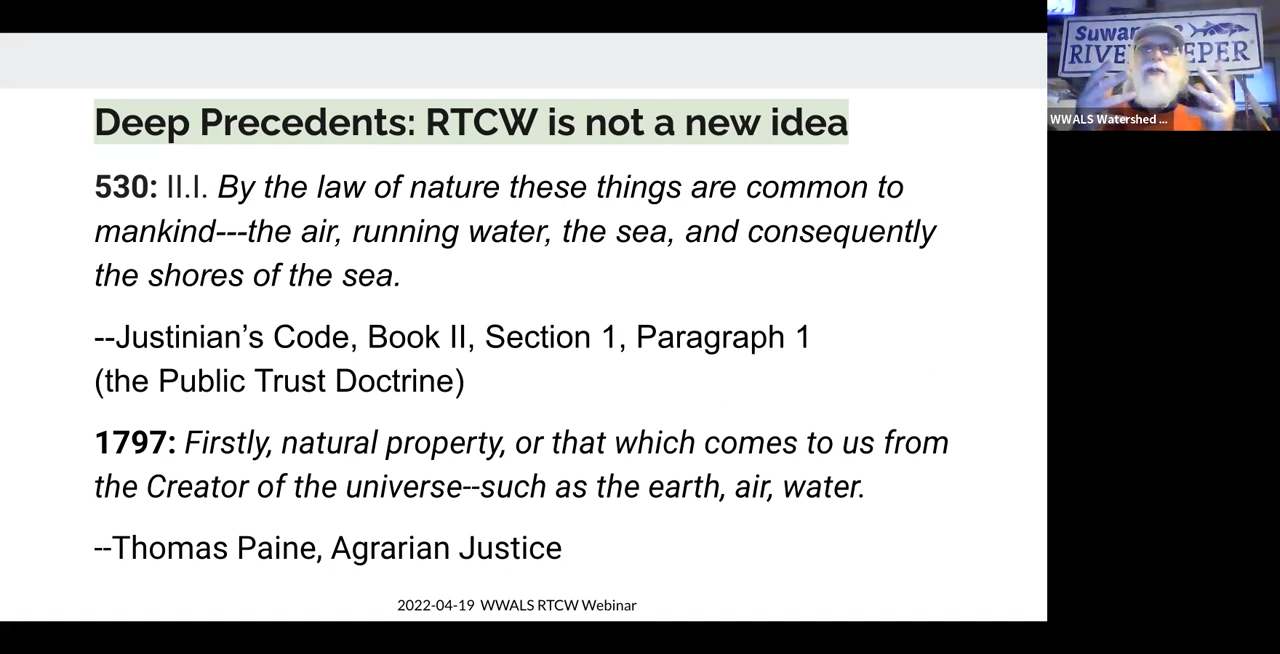 Deep Precedents: RTCW is not a new idea
530: II.I. By the law of nature these things are common to
mankind---the air, running water, the sea, and consequently
the shores of the sea.
--Justinian’s Code, Book II, Section 1, Paragraph 1
(the Public Trust Doctrine)
1797: Firstly, natural property, or that which comes to us from
the Creator of the universe--such as the earth, air, water.
--Thomas Paine, Agrarian Justice
2022-04-19 WWALS RTCW Webinar
WWALS Watershed ...